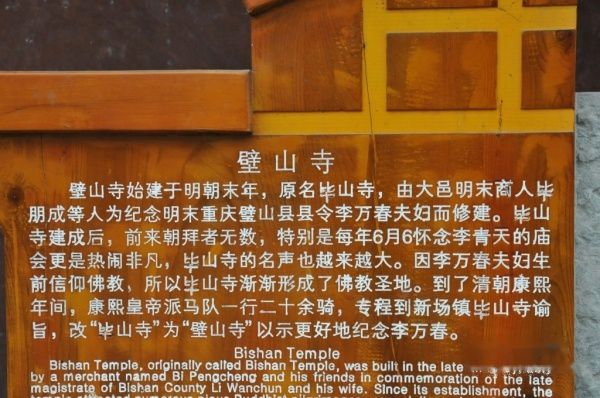 壁山寺
壁山寺始建于明朝末年，原名毕山寺，由大邑明末商人毕
朋成等人为纪念明末重庆壁山县县令李万春夫妇而修建。毕山
寺建成后，前来朝拜者无数，特别是每年6月6怀念李青天的庙
会更是热闹非凡，毕山寺的名声也越来越大。因李万春夫妇生
前信仰佛教，所以毕山寺渐渐形成了佛教圣地。到了清朝康熙
年间，康熙皇帝派马队一行二十余骑，专程到新场镇毕山寺谕
旨，改“毕山寺”为“壁山寺”以示更好地纪念李万春。
Bishan Temple
Bishan Temple, originally called Bishan Temple, was built in the late
by a merchant named Bi Pengcheng and his friends in commemoration of the late
magistrate of Bishan County Li Wanchun and his wife. Since its establishment, the